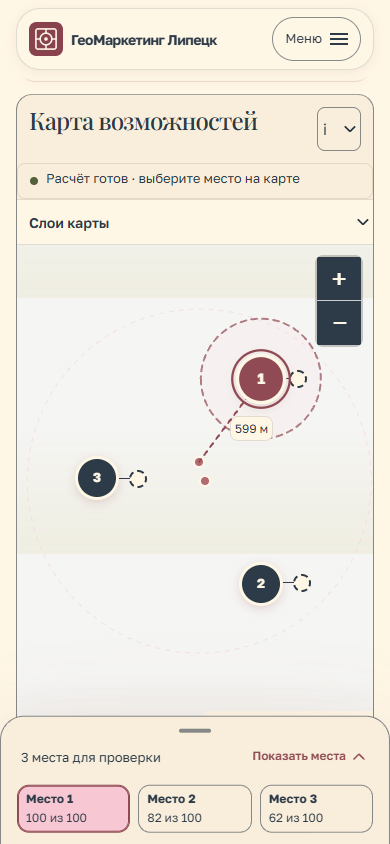 ГеоМаркетинг Липецк
Меню
Карта возможностей
i
Расчёт готов · выберите место на карте
Слои карты
+
−
1
599 м
3
2
3 места для проверки
Показать места
Место 1
100 из 100
Место 2
82 из 100
Место 3
62 из 100